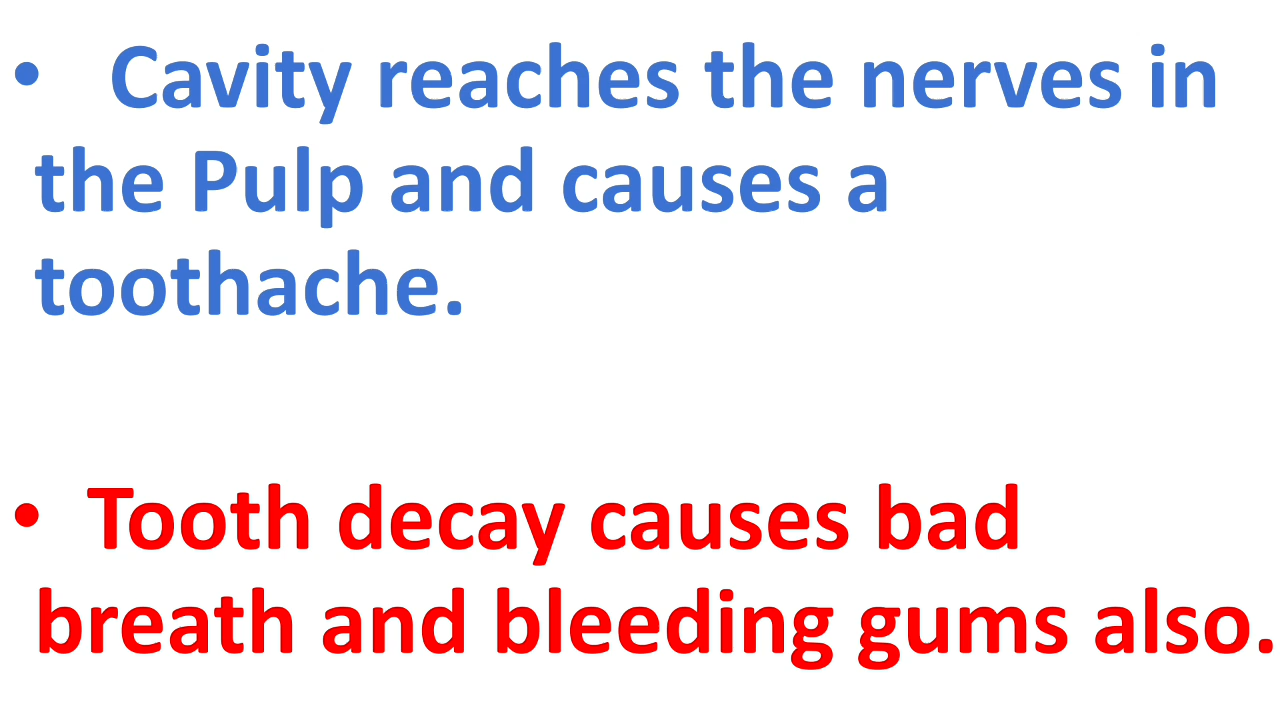 • Cavity reaches the nerves in
the Pulp and causes a
toothache.
• Tooth decay causes bad
breath and bleeding gums also.